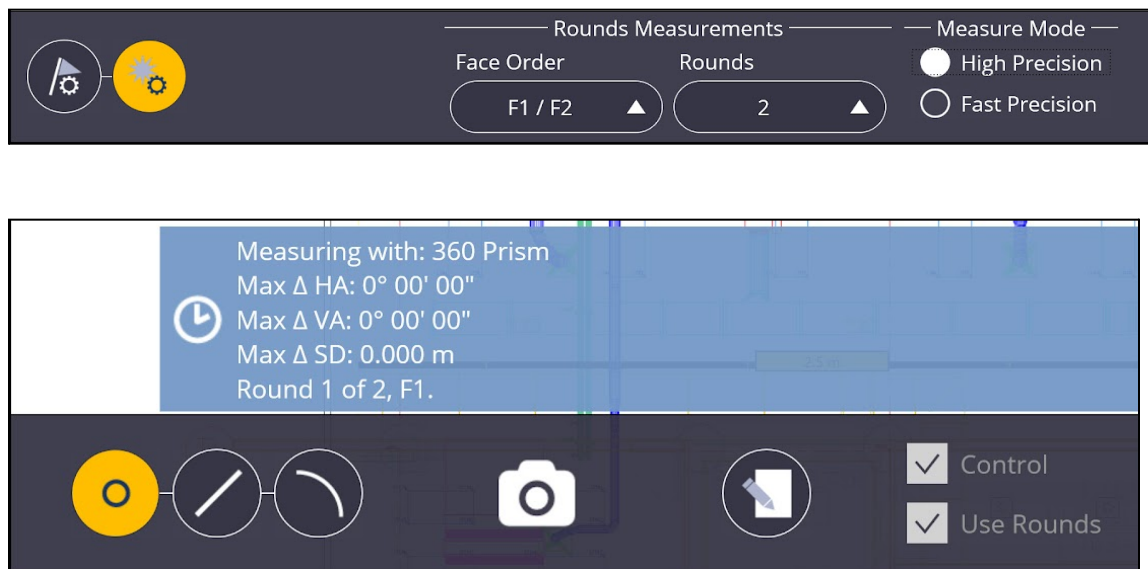 Rounds Measurements
Measure Mode
Face Order
Rounds
High Precision
F1 / F2
2
Fast Precision
Measuring with: 360 Prism
Max Δ HA: 0° 00' 00"
Max Δ VA: 0° 00' 00"
Max Δ SD: 0.000 m
2.5 m
Round 1 of 2, F1.
Control
Use Rounds